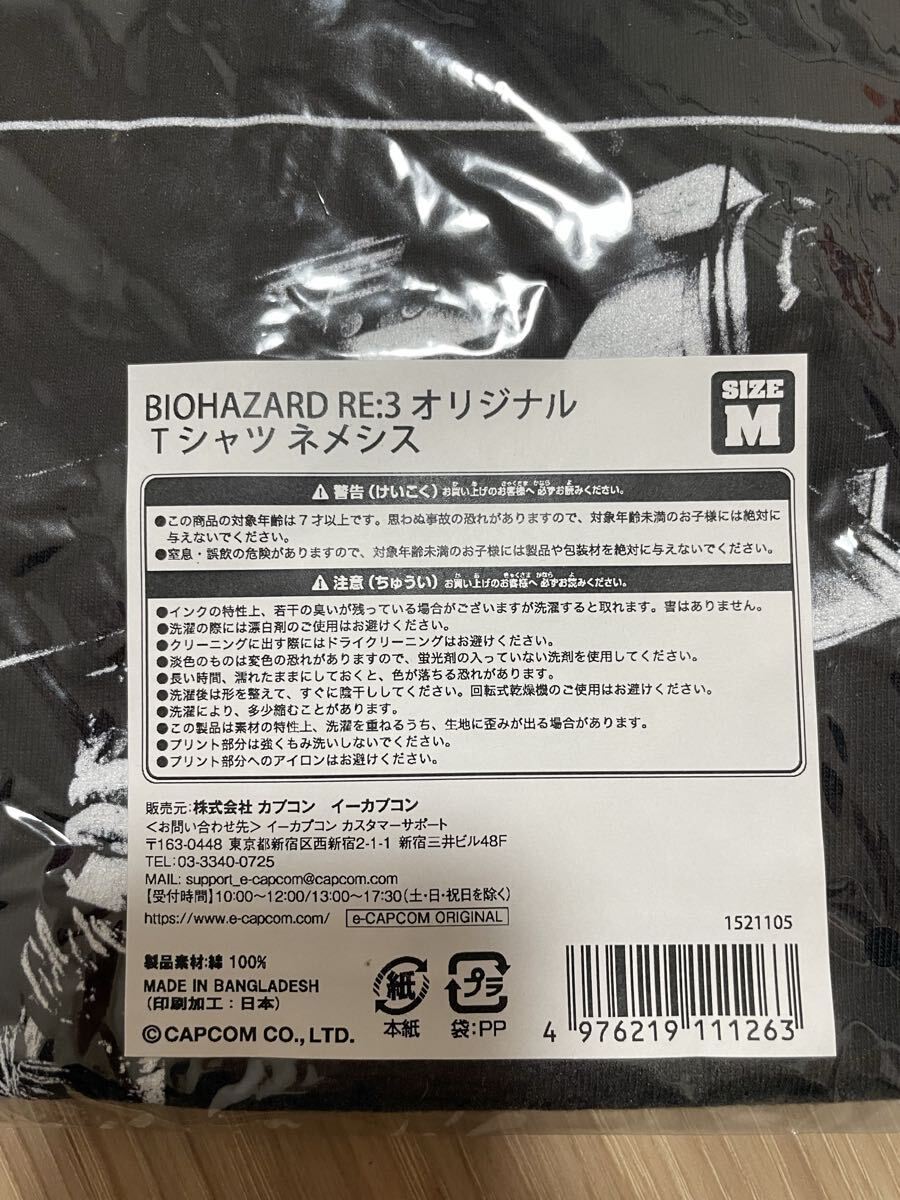 BIOHAZARD RE:3 オリジナル
Tシャツ ネメシス
SIZE
M
⚠ 警告(けいこく) お買い上げのお客様へ 必ずお読みください。
●この商品の対象年齢は7才以上です。思わぬ事故の恐れがありますので、対象年齢未満のお子様には絶対に
与えないでください。
●窒息・誤飲の危険がありますので、対象年齢未満のお子様には製品や包装材を絶対に与えないでください。
⚠ 注意(ちゅうい) お買い上げのお客様へ 必ずお読みください。
●インクの特性上、若干の臭いが残っている場合がございますが洗濯すると取れます。害はありません。
●洗濯の際には漂白剤のご使用はお避けください。
●クリーニングに出す際にはドライクリーニングはお避けください。
●淡色のものは変色の恐れがありますので、蛍光剤の入っていない洗剤を使用してください。
●長い時間、濡れたままにしておくと、色が落ちる恐れがあります。
●洗濯後は形を整えて、すぐに陰干ししてください。回転式乾燥機のご使用はお避けください。
●洗濯により、多少縮むことがあります。
●この製品は素材の特性上、洗濯を重ねるうち、生地に歪みが出る場合があります。
●プリント部分は強くもみ洗いしないでください。
●プリント部分へのアイロンはお避けください。
販売元:株式会社 カプコン イーカプコン
<お問い合わせ先> イーカプコン カスタマーサポート
〒163-0448 東京都新宿区西新宿2-1-1 新宿三井ビル48F
TEL:03-3340-0725
MAIL: support_e-capcom@capcom.com
【受付時間】10:00~12:00/13:00~17:30(土・日・祝日を除く)
https://www.e-capcom.com/ e-CAPCOM ORIGINAL
1521105
製品素材:綿 100%
MADE IN BANGLADESH
(印刷加工:日本)
©CAPCOM CO., LTD.
紙
本紙
プラ
袋:PP
4 976219 111263